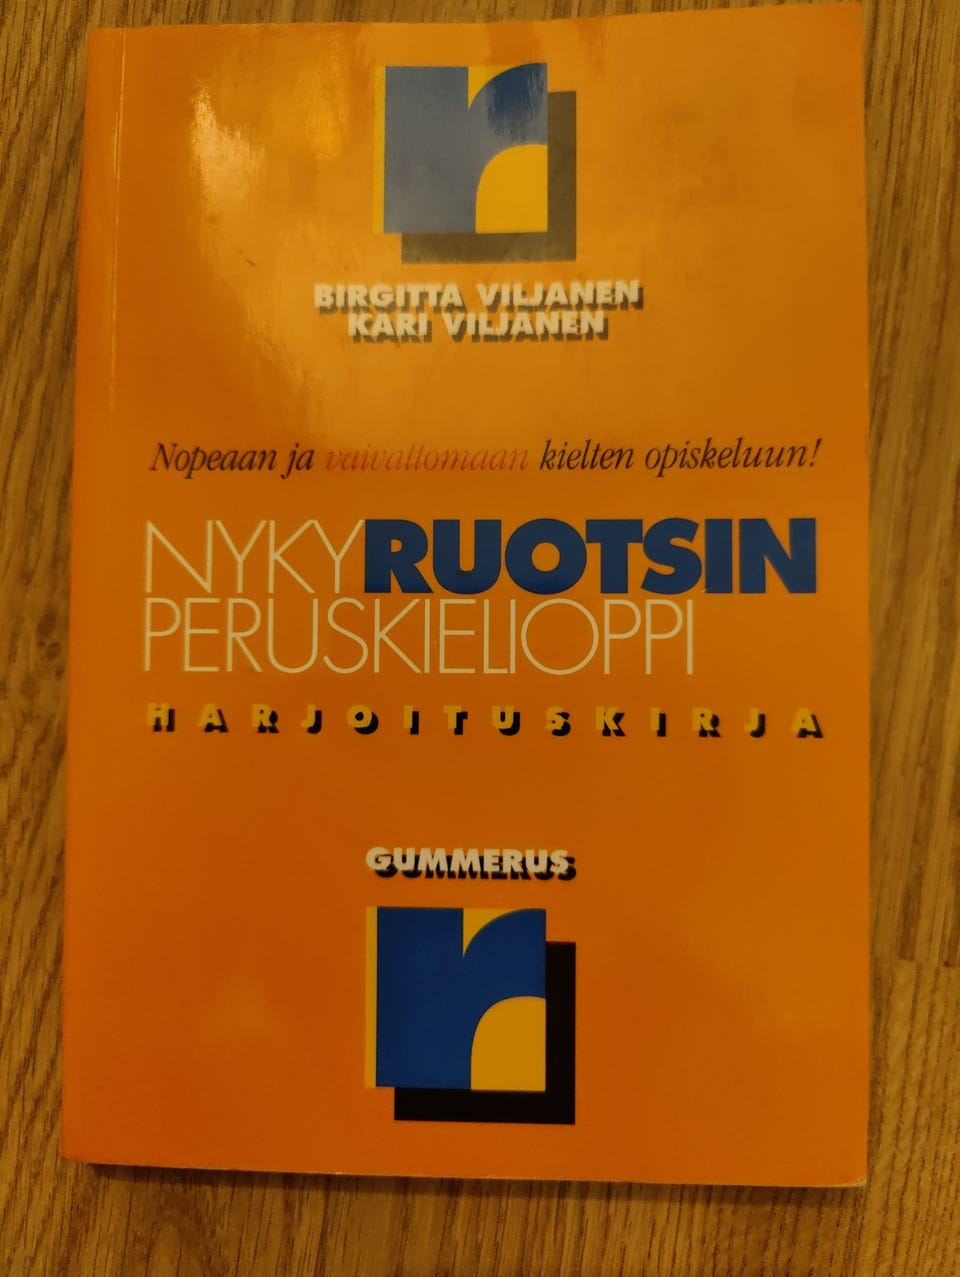 r
BIRGITTA VILJANEN
KARI VILJANEN
Nopeaan ja vaivattomaan kielten opiskeluun!
NYKYRUOTSIN
PERUSKIELIOPPI
HARJOITUSKIRJA
GUMMERUS
r